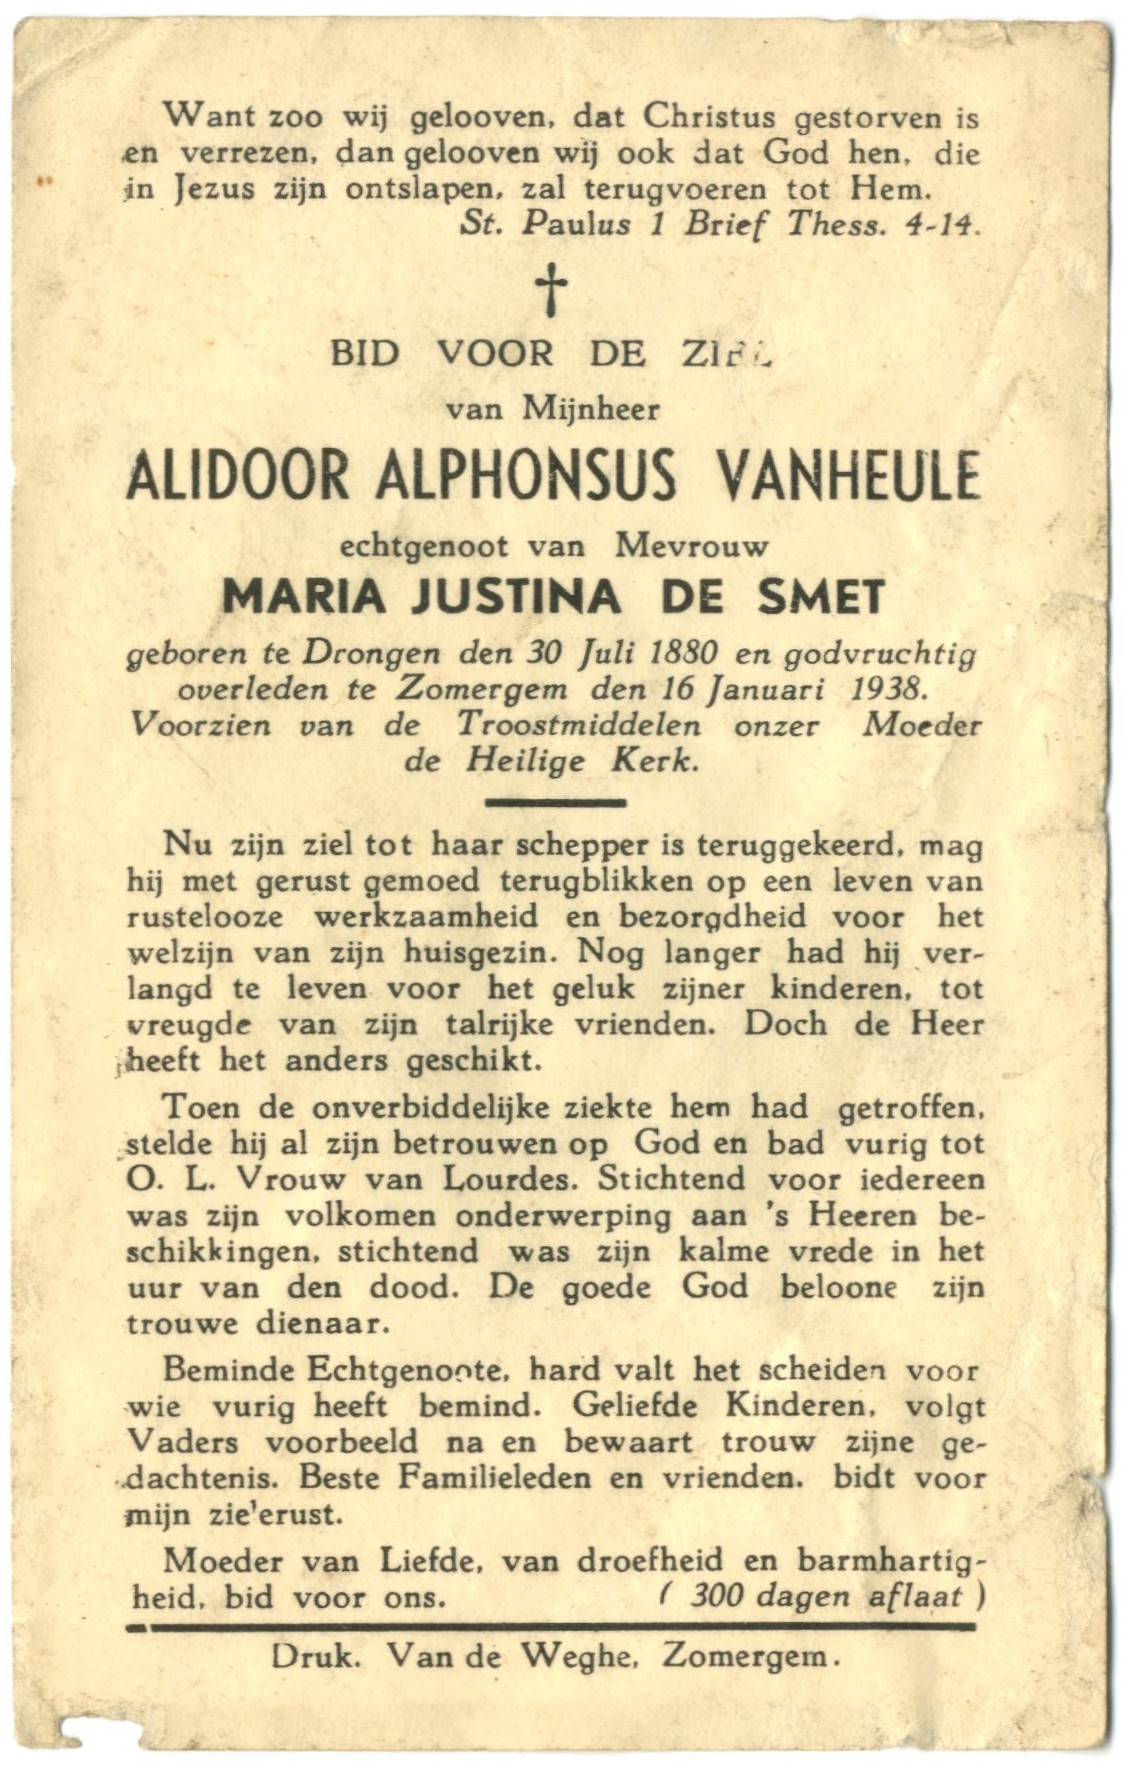 Want zoo wij gelooven, dat Christus gestorven is
en verrezen, dan gelooven wij ook dat God hen, die
in Jezus zijn ontslapen, zal terugvoeren tot Hem.
St. Paulus 1 Brief Thess. 4-14.
†
BID VOOR DE ZIEL
van Mijnheer
ALIDOOR ALPHONSUS VANHEULE
echtgenoot van Mevrouw
MARIA JUSTINA DE SMET
geboren te Drongen den 30 Juli 1880 en godvruchtig
overleden te Zomergem den 16 Januari 1938.
Voorzien van de Troostmiddelen onzer Moeder
de Heilige Kerk.
Nu zijn ziel tot haar schepper is teruggekeerd, mag
hij met gerust gemoed terugblikken op een leven van
rustelooze werkzaamheid en bezorgdheid voor het
welzijn van zijn huisgezin. Nog langer had hij ver-
langd te leven voor het geluk zijner kinderen, tot
vreugde van zijn talrijke vrienden. Doch de Heer
heeft het anders geschikt.
Toen de onverbiddelijke ziekte hem had getroffen,
stelde hij al zijn betrouwen op God en bad vurig tot
O. L. Vrouw van Lourdes. Stichtend voor iedereen
was zijn volkomen onderwerping aan 's Heeren be-
schikkingen, stichtend was zijn kalme vrede in het
uur van den dood. De goede God beloone zijn
trouwe dienaar.
Beminde Echtgenoote, hard valt het scheiden voor
wie vurig heeft bemind. Geliefde Kinderen, volgt
Vaders voorbeeld na en bewaart trouw zijne ge-
dachtenis. Beste Familieleden en vrienden. bidt voor
mijn zie'erust.
Moeder van Liefde, van droefheid en barmhartig-
heid, bid voor ons. ( 300 dagen aflaat )
Druk. Van de Weghe, Zomergem.